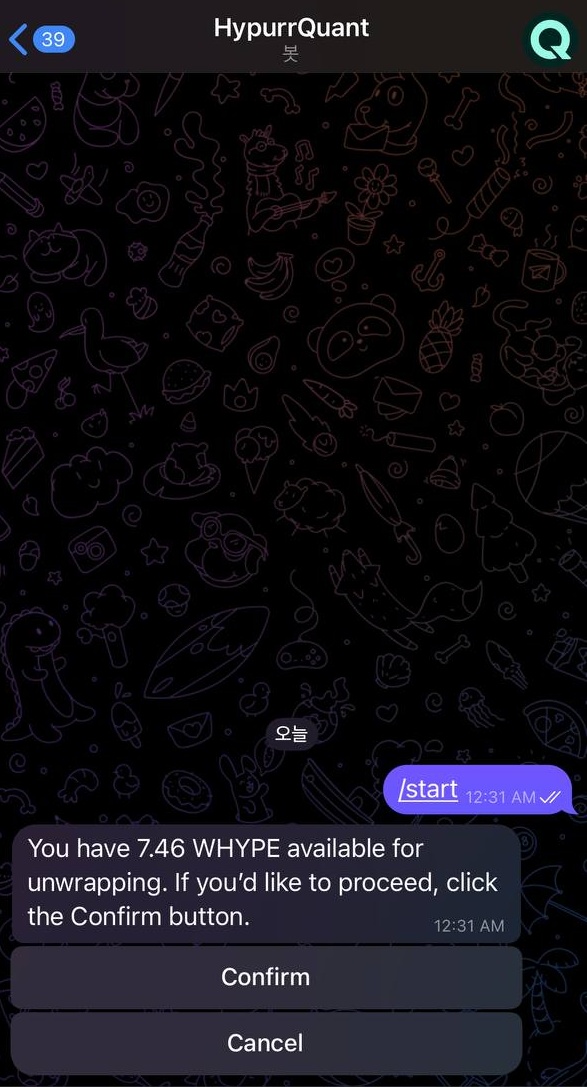 39
HypurrQuant
봇
오늘
/start 12:31 AM
You have 7.46 WHYPE available for
unwrapping. If you’d like to proceed, click
the Confirm button.
12:31 AM
Confirm
Cancel